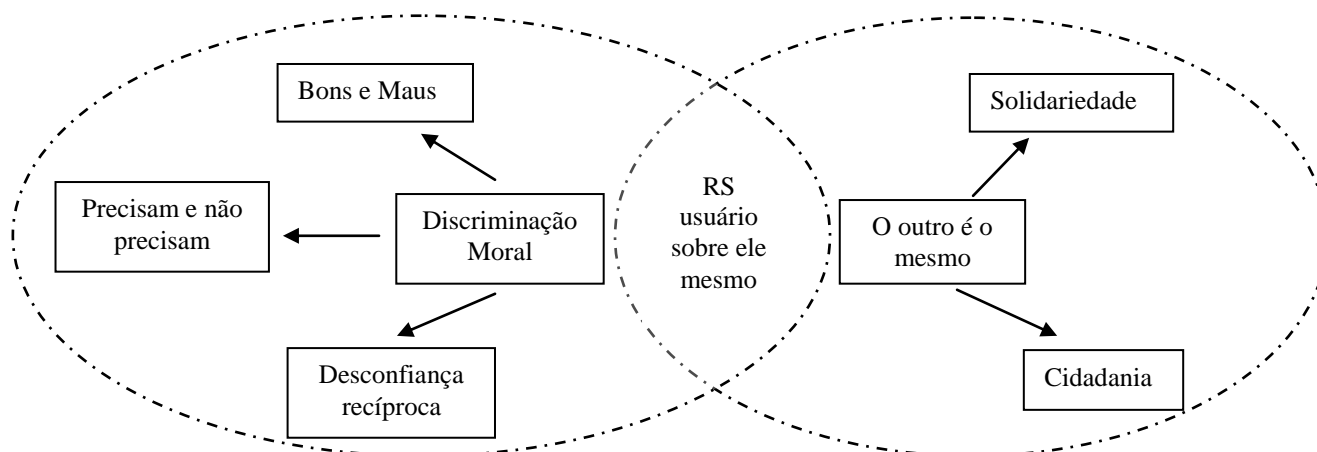 Bons e Maus
Precisam e não
precisam
Discriminação
Moral
Desconfiança
recíproca
RS
usuário
sobre ele
mesmo
Solidariedade
O outro é o
mesmo
Cidadania